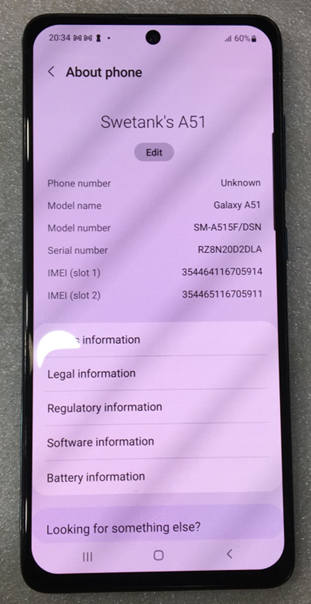 20:34
60%
About phone
Swetank's A51
Edit
Phone number Unknown
Model name Galaxy A51
Model number SM-A515F/DSN
Serial number RZ8N20D2DLA
IMEI (slot 1) 354464116705914
IMEI (slot 2) 354465116705911
information
Legal information
Regulatory information
Software information
Battery information
Looking for something else?